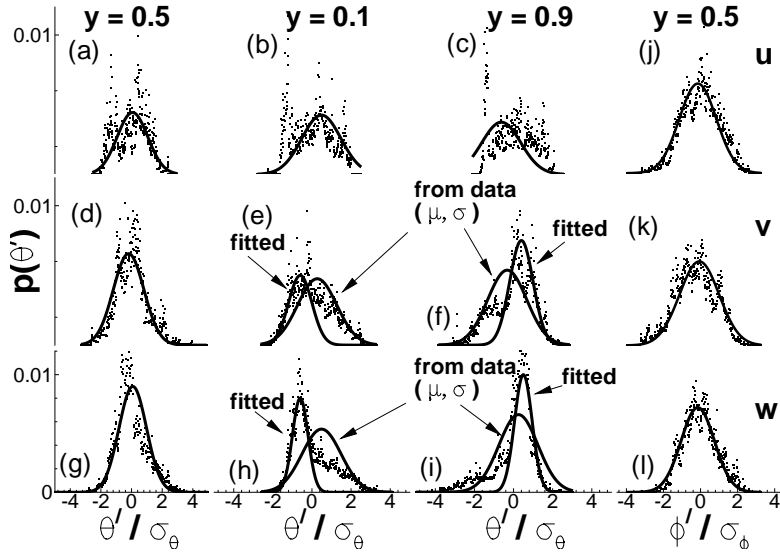 y = 0.5 y = 0.1 y = 0.9 y = 0.5
0.01 (a) (b) (c) (j) u
0.01 (d) (e) from data (f) (k) v
( μ, σ )
fitted fitted
p(θ′)
0.01 from data
( μ, σ )
fitted fitted w
(g) (h) (i) (l)
0
-4 -2 0 2 4 -4 -2 0 2 4 -4 -2 0 2 4 -4 -2 0 2 4
θ′ / σθ θ′ / σθ θ′ / σθ ϕ′ / σϕ